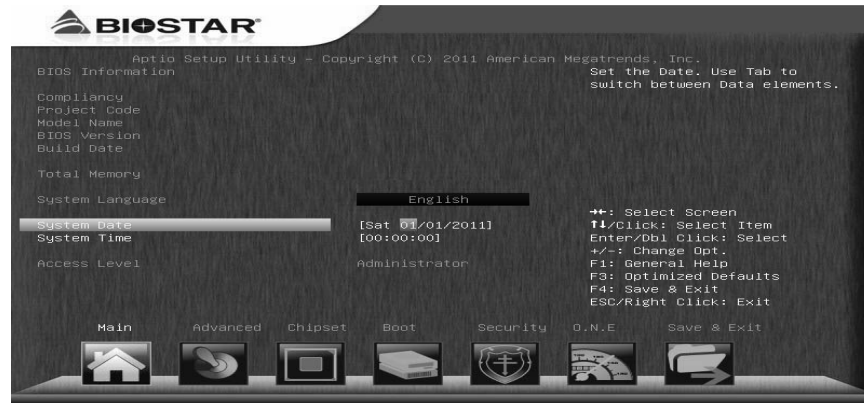 BIOSTAR®
Aptio Setup Utility - Copyright (C) 2011 American Megatrends, Inc.
BIOS Information
Compliancy
Project Code
Model Name
BIOS Version
Build Date
Total Memory
System Language English
System Date [Sat 01/01/2011]
System Time [00:00:00]
Access Level Administrator
Set the Date. Use Tab to
switch between Data elements.
→←: Select Screen
↑↓/Click: Select Item
Enter/Dbl Click: Select
+/-: Change Opt.
F1: General Help
F3: Optimized Defaults
F4: Save & Exit
ESC/Right Click: Exit
Main Advanced Chipset Boot Security O.N.E Save & Exit